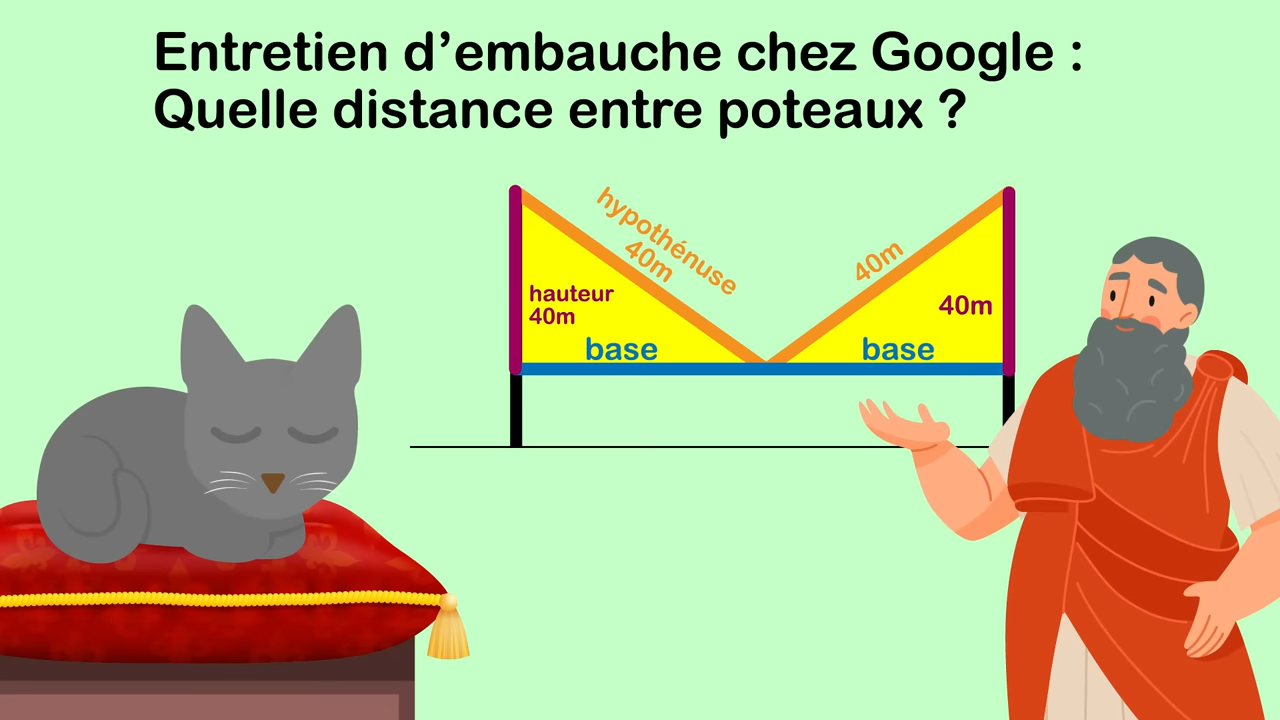 Entretien d’embauche chez Google :
Quelle distance entre poteaux ?
hypothénuse
40m
40m
hauteur
40m
40m
base
base